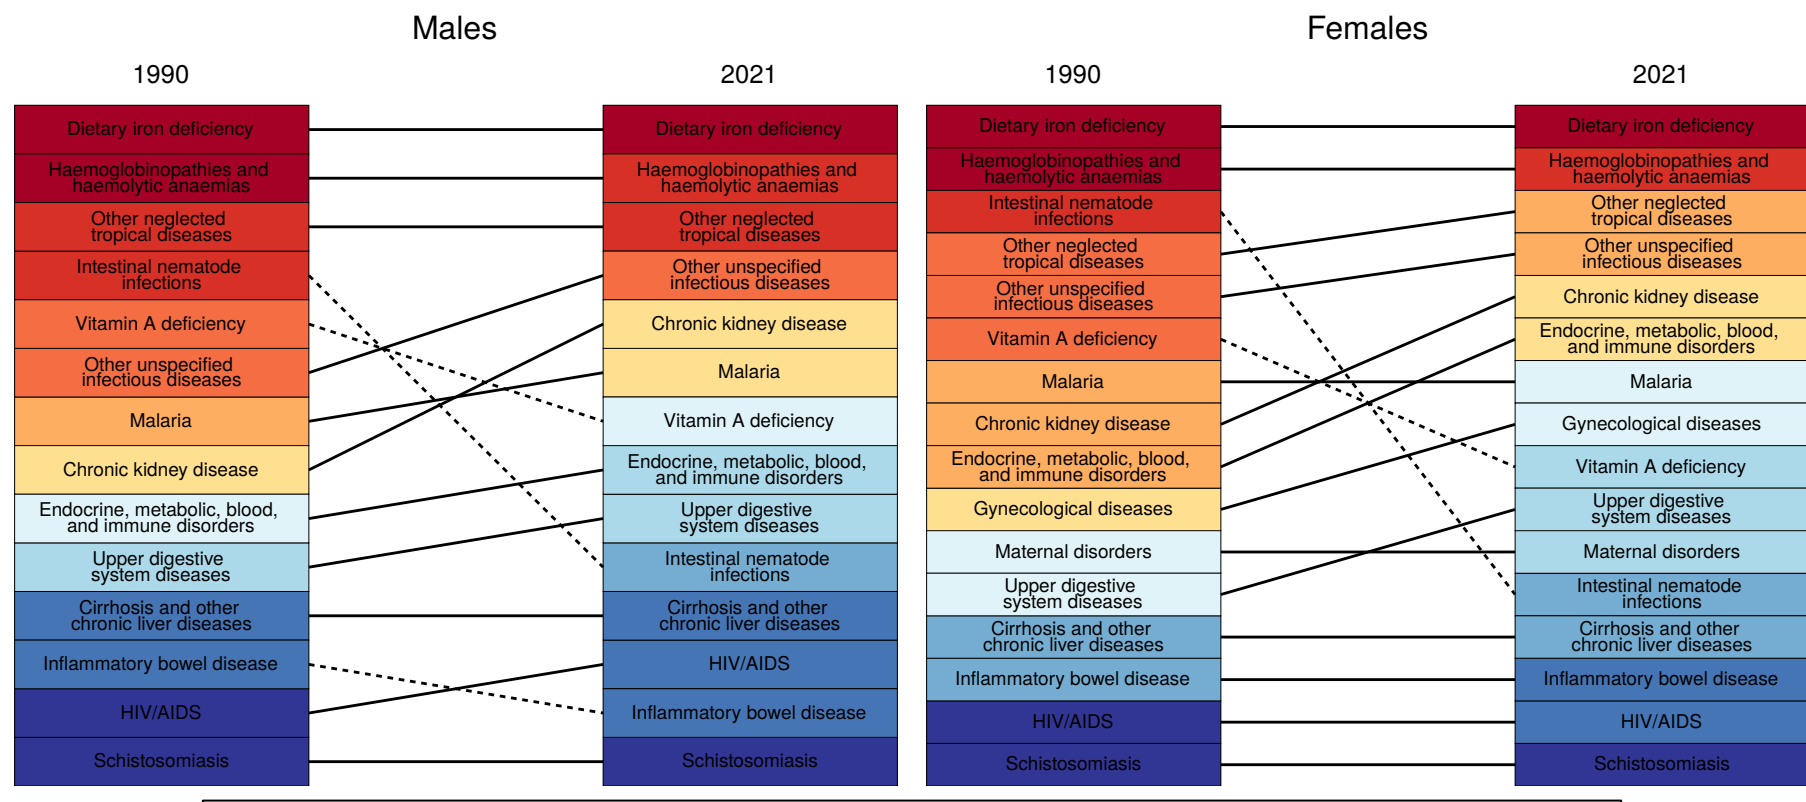 Males
1990
2021
Dietary iron deficiency
Haemoglobinopathies and
haemolytic anaemias
Other neglected
tropical diseases
Intestinal nematode
infections
Vitamin A deficiency
Other unspecified
infectious diseases
Malaria
Chronic kidney disease
Endocrine, metabolic, blood,
and immune disorders
Upper digestive
system diseases
Cirrhosis and other
chronic liver diseases
Inflammatory bowel disease
HIV/AIDS
Schistosomiasis
Dietary iron deficiency
Haemoglobinopathies and
haemolytic anaemias
Other neglected
tropical diseases
Other unspecified
infectious diseases
Chronic kidney disease
Malaria
Vitamin A deficiency
Endocrine, metabolic, blood,
and immune disorders
Upper digestive
system diseases
Intestinal nematode
infections
Cirrhosis and other
chronic liver diseases
HIV/AIDS
Inflammatory bowel disease
Schistosomiasis
Females
1990
2021
Dietary iron deficiency
Haemoglobinopathies and
haemolytic anaemias
Intestinal nematode
infections
Other neglected
tropical diseases
Other unspecified
infectious diseases
Vitamin A deficiency
Malaria
Chronic kidney disease
Endocrine, metabolic, blood,
and immune disorders
Gynecological diseases
Maternal disorders
Upper digestive
system diseases
Cirrhosis and other
chronic liver diseases
Inflammatory bowel disease
HIV/AIDS
Schistosomiasis
Dietary iron deficiency
Haemoglobinopathies and
haemolytic anaemias
Other neglected
tropical diseases
Other unspecified
infectious diseases
Chronic kidney disease
Endocrine, metabolic, blood,
and immune disorders
Malaria
Gynecological diseases
Vitamin A deficiency
Upper digestive
system diseases
Maternal disorders
Intestinal nematode
infections
Cirrhosis and other
chronic liver diseases
Inflammatory bowel disease
HIV/AIDS
Schistosomiasis